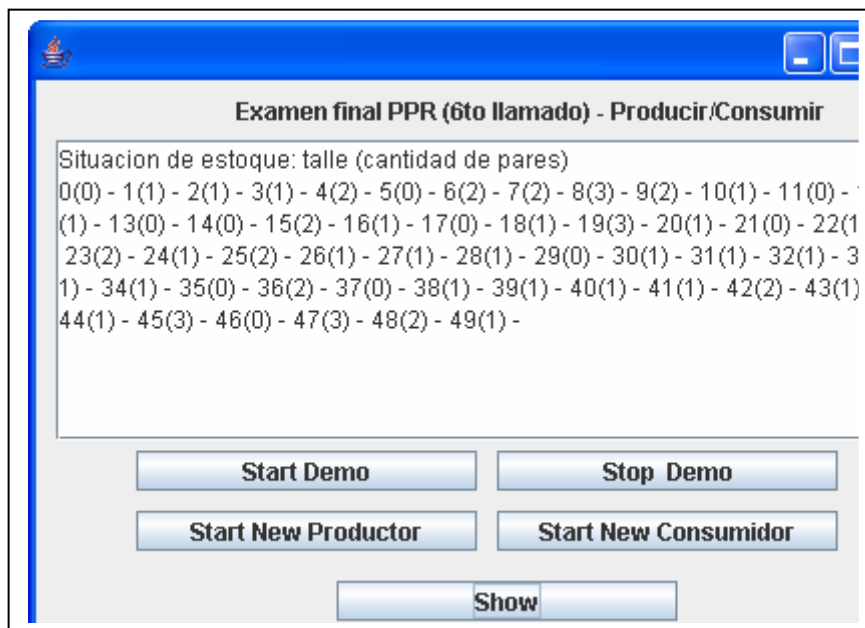 Examen final PPR (6to llamado) - Producir/Consumir
Situacion de estoque: talle (cantidad de pares)
0(0) - 1(1) - 2(1) - 3(1) - 4(2) - 5(0) - 6(2) - 7(2) - 8(3) - 9(2) - 10(1) - 11(0) -
(1) - 13(0) - 14(0) - 15(2) - 16(1) - 17(0) - 18(1) - 19(3) - 20(1) - 21(0) - 22(1
23(2) - 24(1) - 25(2) - 26(1) - 27(1) - 28(1) - 29(0) - 30(1) - 31(1) - 32(1) - 3
1) - 34(1) - 35(0) - 36(2) - 37(0) - 38(1) - 39(1) - 40(1) - 41(1) - 42(2) - 43(1)
44(1) - 45(3) - 46(0) - 47(3) - 48(2) - 49(1) -
Start Demo Stop Demo
Start New Productor Start New Consumidor
Show